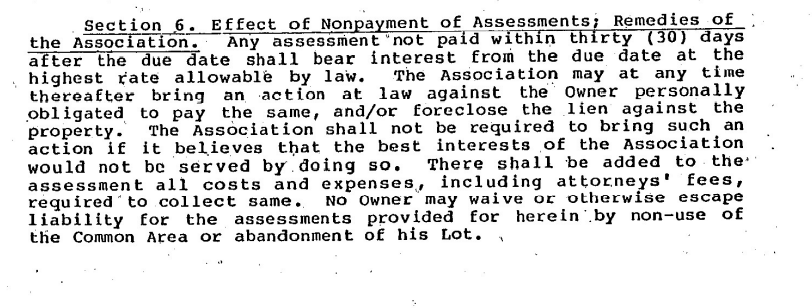 Section 6. Effect of Nonpayment of Assessments; Remedies of
the Association. Any assessment not paid within thirty (30) days
after the due date shall bear interest from the due date at the
highest rate allowable by law. The Association may at any time
thereafter bring an action at law against the Owner personally
obligated to pay the same, and/or foreclose the lien against the
property. The Association shall not be required to bring such an
action if it believes that the best interests of the Association
would not be served by doing so. There shall be added to the
assessment all costs and expenses, including attorneys' fees,
required to collect same. No Owner may waive or otherwise escape
liability for the assessments provided for herein by non-use of
the Common Area or abandonment of his Lot.